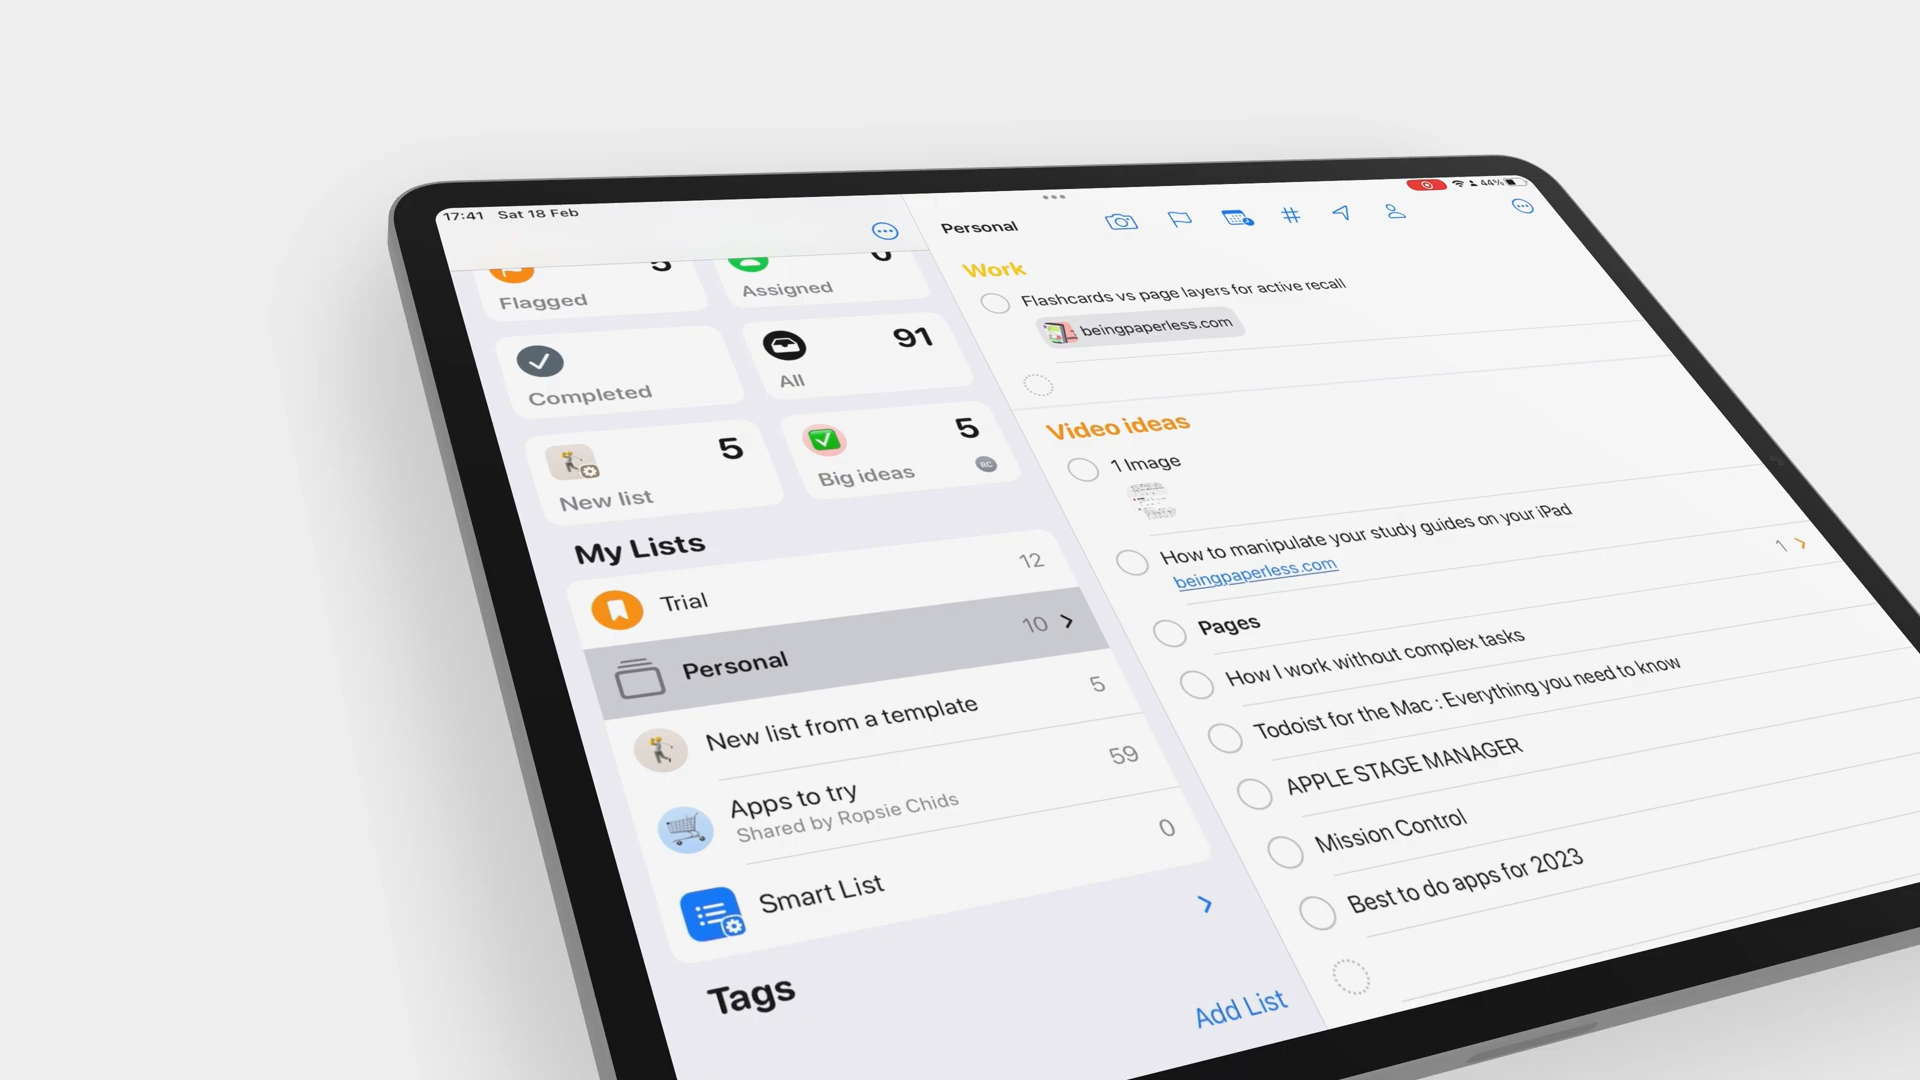 17:41 Sat 18 Feb
44%
5
Flagged
Assigned
Completed
91
All
5
New list
5
Big ideas
RC
My Lists
Trial 12
Personal 10
New list from a template 5
Apps to try 59
Shared by Ropsie Chids
Smart List 0
Tags
Add List
Personal
Work
Flashcards vs page layers for active recall
beingpaperless.com
Video ideas
1 Image
How to manipulate your study guides on your iPad
beingpaperless.com
Pages 1
How I work without complex tasks
Todoist for the Mac : Everything you need to know
APPLE STAGE MANAGER
Mission Control
Best to do apps for 2023